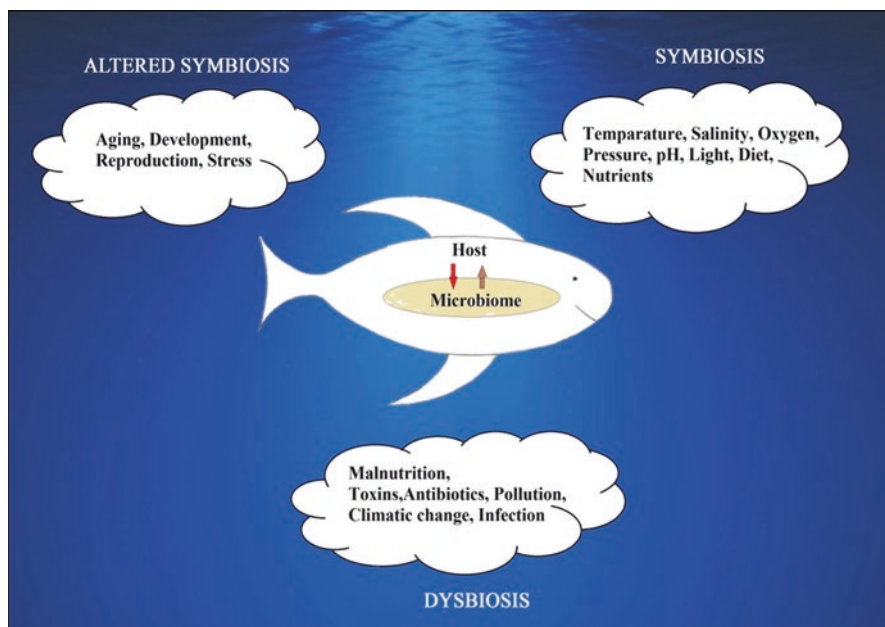 ALTERED SYMBIOSIS
Aging, Development,
Reproduction, Stress
SYMBIOSIS
Temparature, Salinity, Oxygen,
Pressure, pH, Light, Diet,
Nutrients
Host
Microbiome
Malnutrition,
Toxins,Antibiotics, Pollution,
Climatic change, Infection
DYSBIOSIS